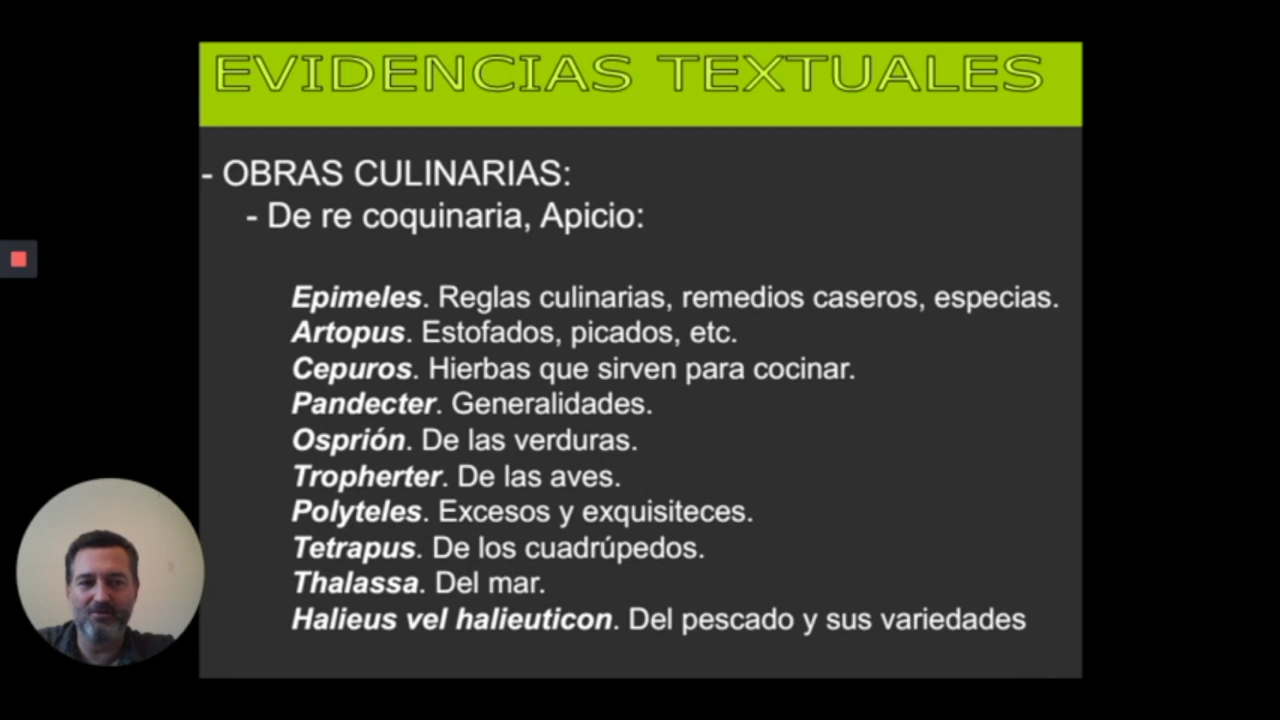 EVIDENCIAS TEXTUALES
- OBRAS CULINARIAS:
- De re coquinaria, Apicio:
Epimeles. Reglas culinarias, remedios caseros, especias.
Artopus. Estofados, picados, etc.
Cepuros. Hierbas que sirven para cocinar.
Pandecter. Generalidades.
Osprión. De las verduras.
Tropherter. De las aves.
Polyteles. Excesos y exquisiteces.
Tetrapus. De los cuadrúpedos.
Thalassa. Del mar.
Halieus vel halieuticon. Del pescado y sus variedades